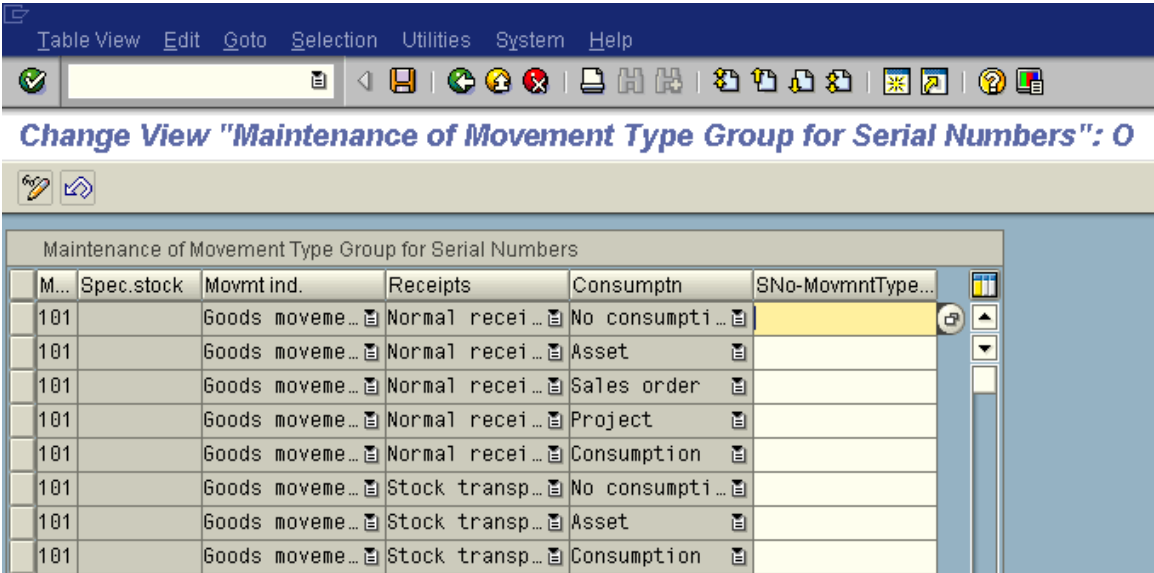 Table View Edit Goto Selection Utilities System Help
Change View "Maintenance of Movement Type Group for Serial Numbers": O
Maintenance of Movement Type Group for Serial Numbers
M... Spec.stock Movmt ind. Receipts Consumptn SNo-MovmntType...
101 Goods moveme… Normal recei… No consumpti…
101 Goods moveme… Normal recei… Asset
101 Goods moveme… Normal recei… Sales order
101 Goods moveme… Normal recei… Project
101 Goods moveme… Normal recei… Consumption
101 Goods moveme… Stock transp… No consumpti…
101 Goods moveme… Stock transp… Asset
101 Goods moveme… Stock transp… Consumption